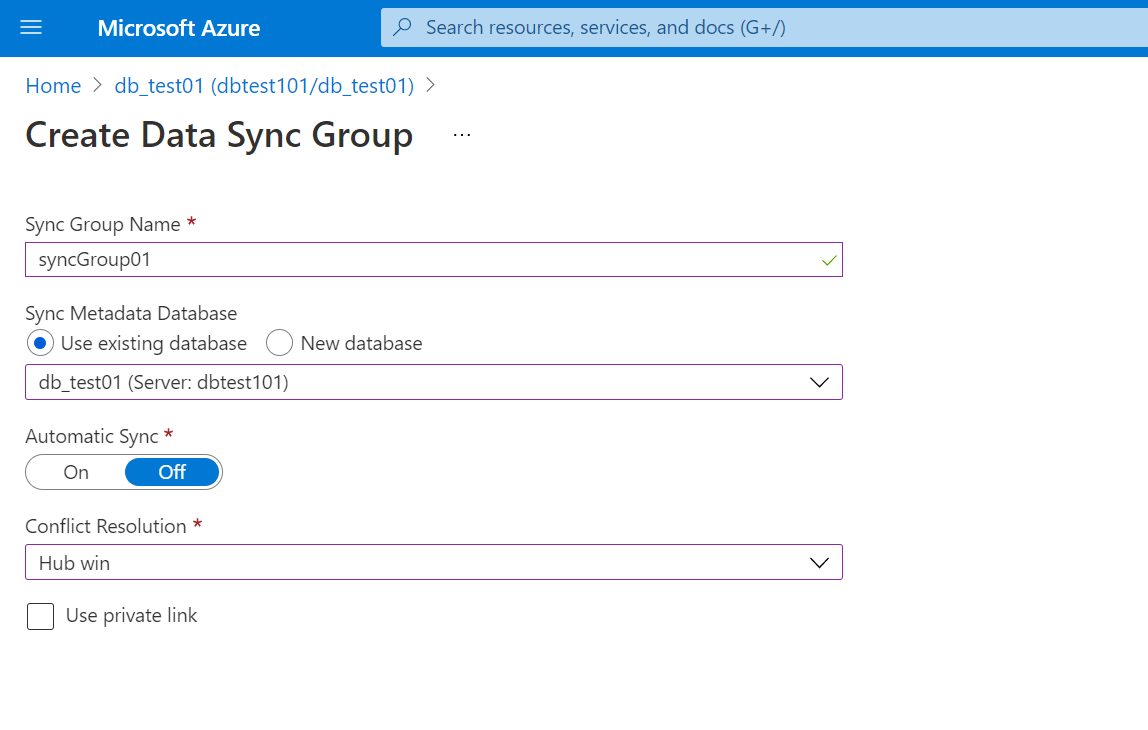 Microsoft Azure
Search resources, services, and docs (G+/)
Home > db_test01 (dbtest101/db_test01) >
Create Data Sync Group ...
Sync Group Name *
syncGroup01
Sync Metadata Database
Use existing database New database
db_test01 (Server: dbtest101)
Automatic Sync *
On Off
Conflict Resolution *
Hub win
Use private link